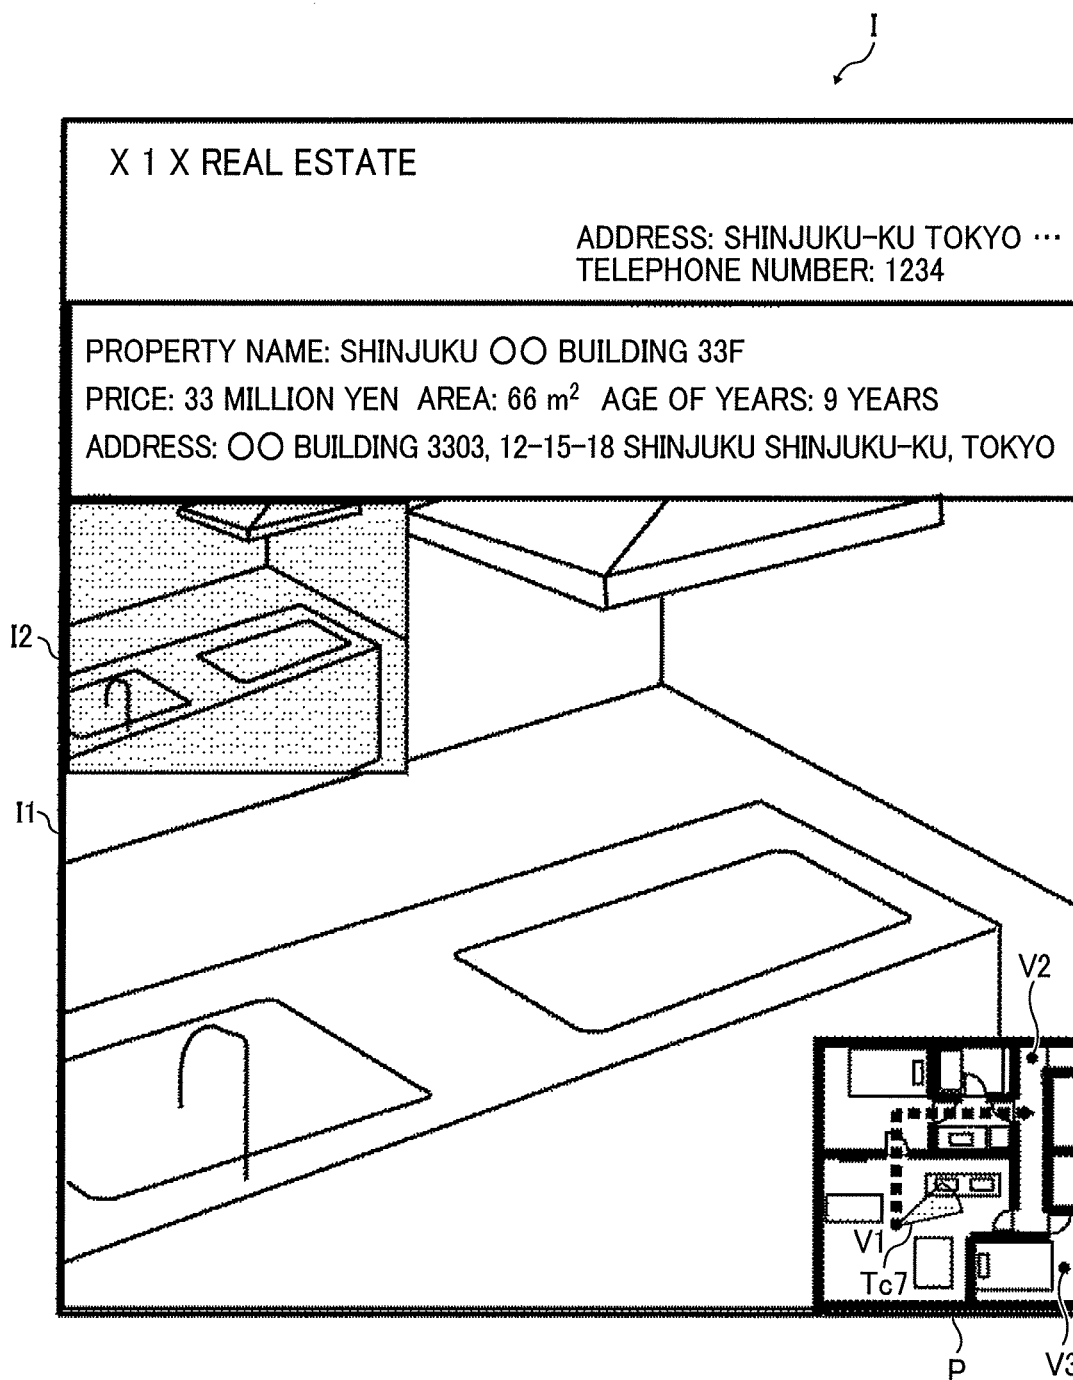 I
X 1 X REAL ESTATE
ADDRESS: SHINJUKU-KU TOKYO …
TELEPHONE NUMBER: 1234
PROPERTY NAME: SHINJUKU ○○ BUILDING 33F
PRICE: 33 MILLION YEN AREA: 66 m² AGE OF YEARS: 9 YEARS
ADDRESS: ○○ BUILDING 3303, 12-15-18 SHINJUKU SHINJUKU-KU, TOKYO
I2
I1
V2
V1
Tc7
P
V3